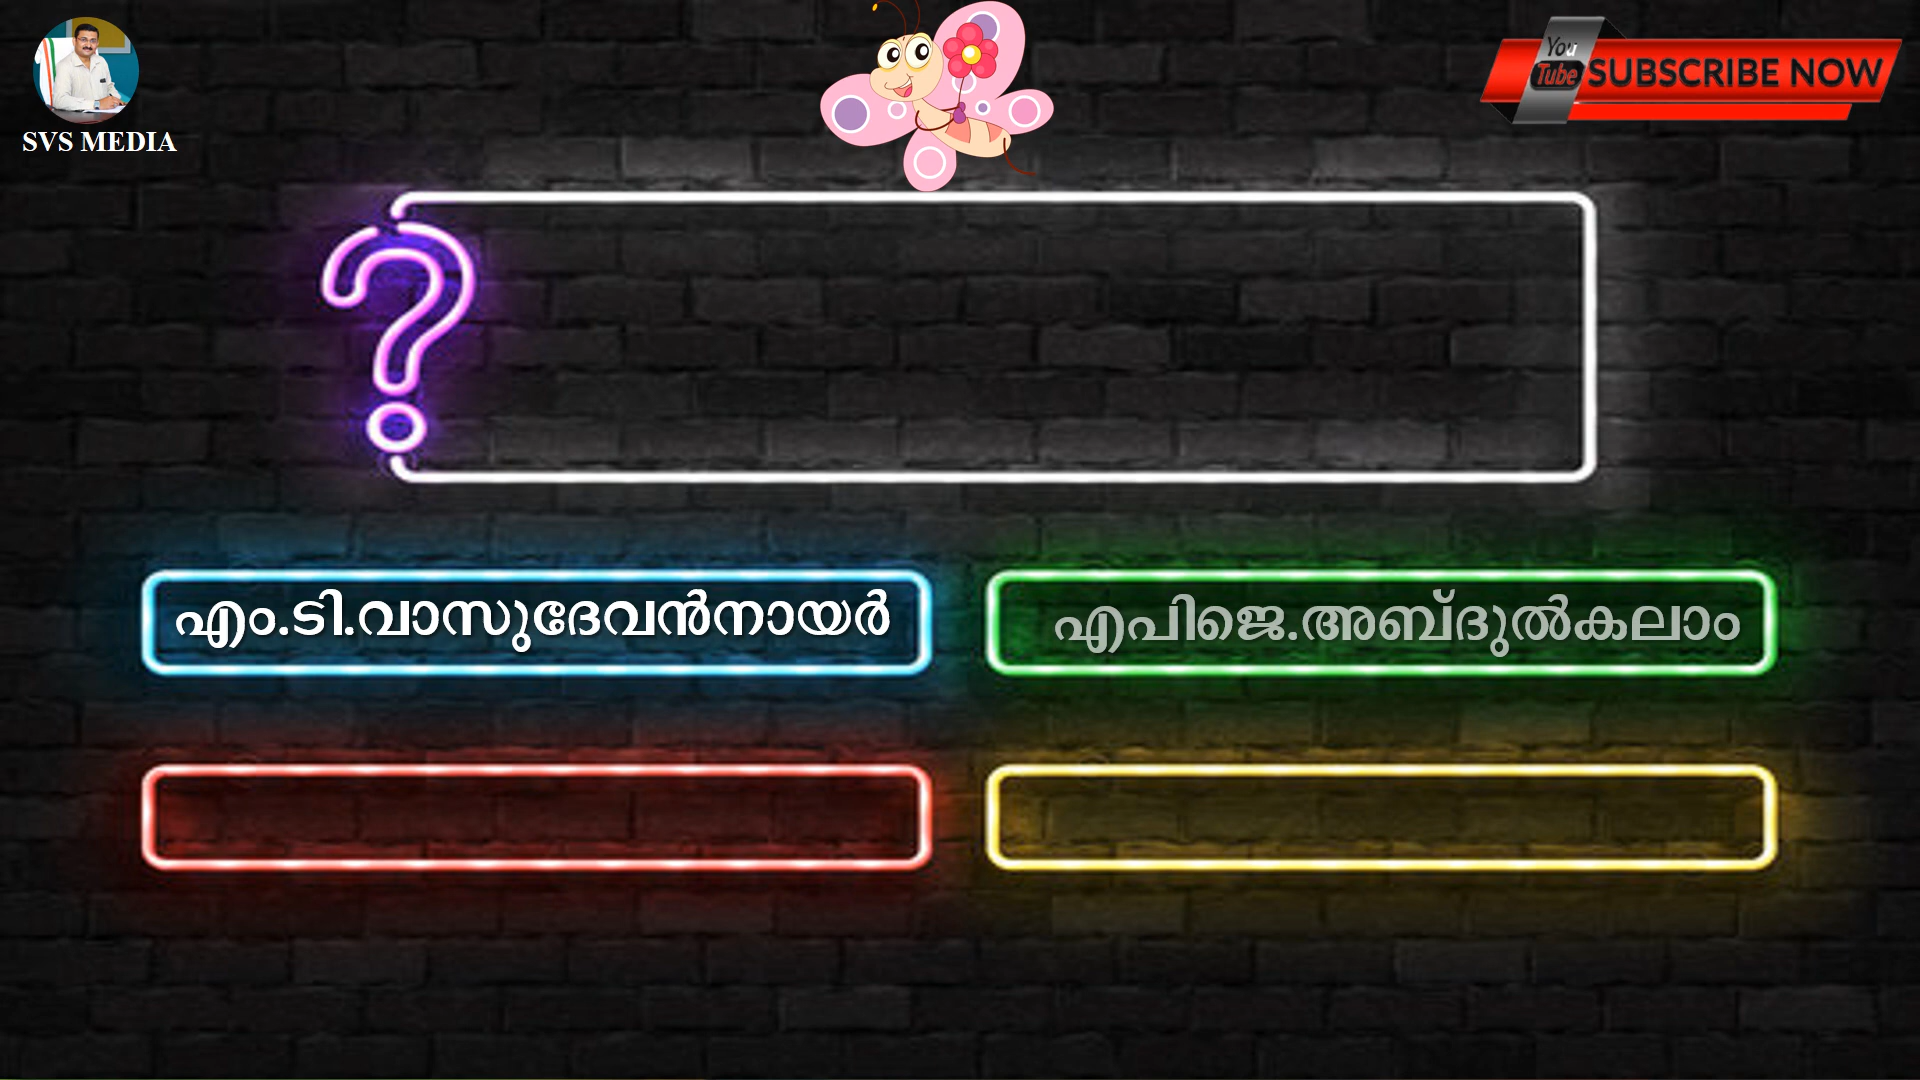 SVS MEDIA
You
Tube
SUBSCRIBE NOW
എം.ടി.വാസുദേവൻനായർ
എപിജെ.അബ്ദുൽകലാം